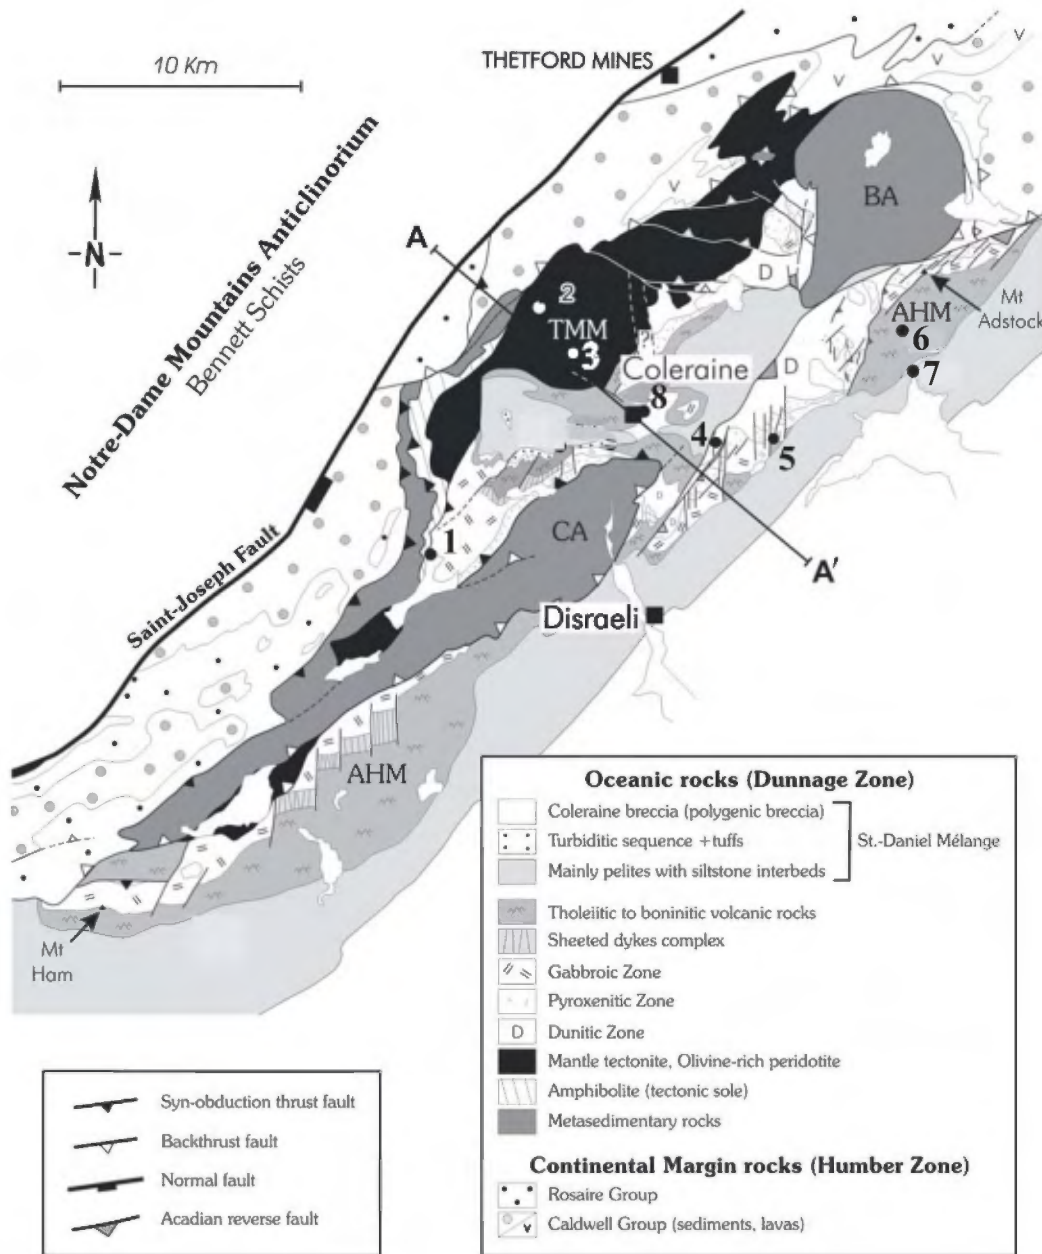 10 Km
THETFORD MINES
Notre-Dame Mountains Anticlinorium
Bennett Schists
-N-
A
BA
2
TMM
3
D
Mt
Adstock
AHM
6
7
Coleraine
D
8
4
5
CA
1
A'
Saint-Joseph Fault
Disraeli
AHM
Mt
Ham
Oceanic rocks (Dunnage Zone)
Coleraine breccia (polygenic breccia)
Turbiditic sequence +tuffs
St.-Daniel Mélange
Mainly pelites with siltstone interbeds
Tholeiitic to boninitic volcanic rocks
Sheeted dykes complex
Gabbroic Zone
Pyroxenitic Zone
D Dunitic Zone
Mantle tectonite, Olivine-rich peridotite
Amphibolite (tectonic sole)
Metasedimentary rocks
Continental Margin rocks (Humber Zone)
Rosaire Group
v Caldwell Group (sediments, lavas)
Syn-obduction thrust fault
Backthrust fault
Normal fault
Acadian reverse fault